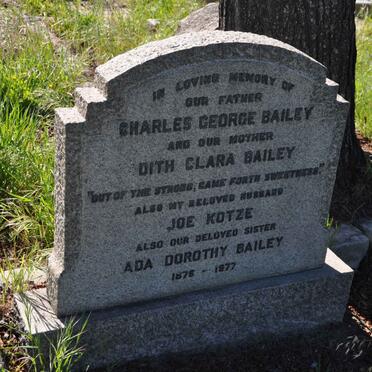 IN LOVING MEMORY OF
OUR FATHER
CHARLES GEORGE BAILEY
AND OUR MOTHER
DITH CLARA BAILEY
"OUT OF THE STRONG, CAME FORTH SWEETNESS."
ALSO MY BELOVED HUSBAND
JOE KOTZE
ALSO OUR BELOVED SISTER
ADA DOROTHY BAILEY
1876 - 1977